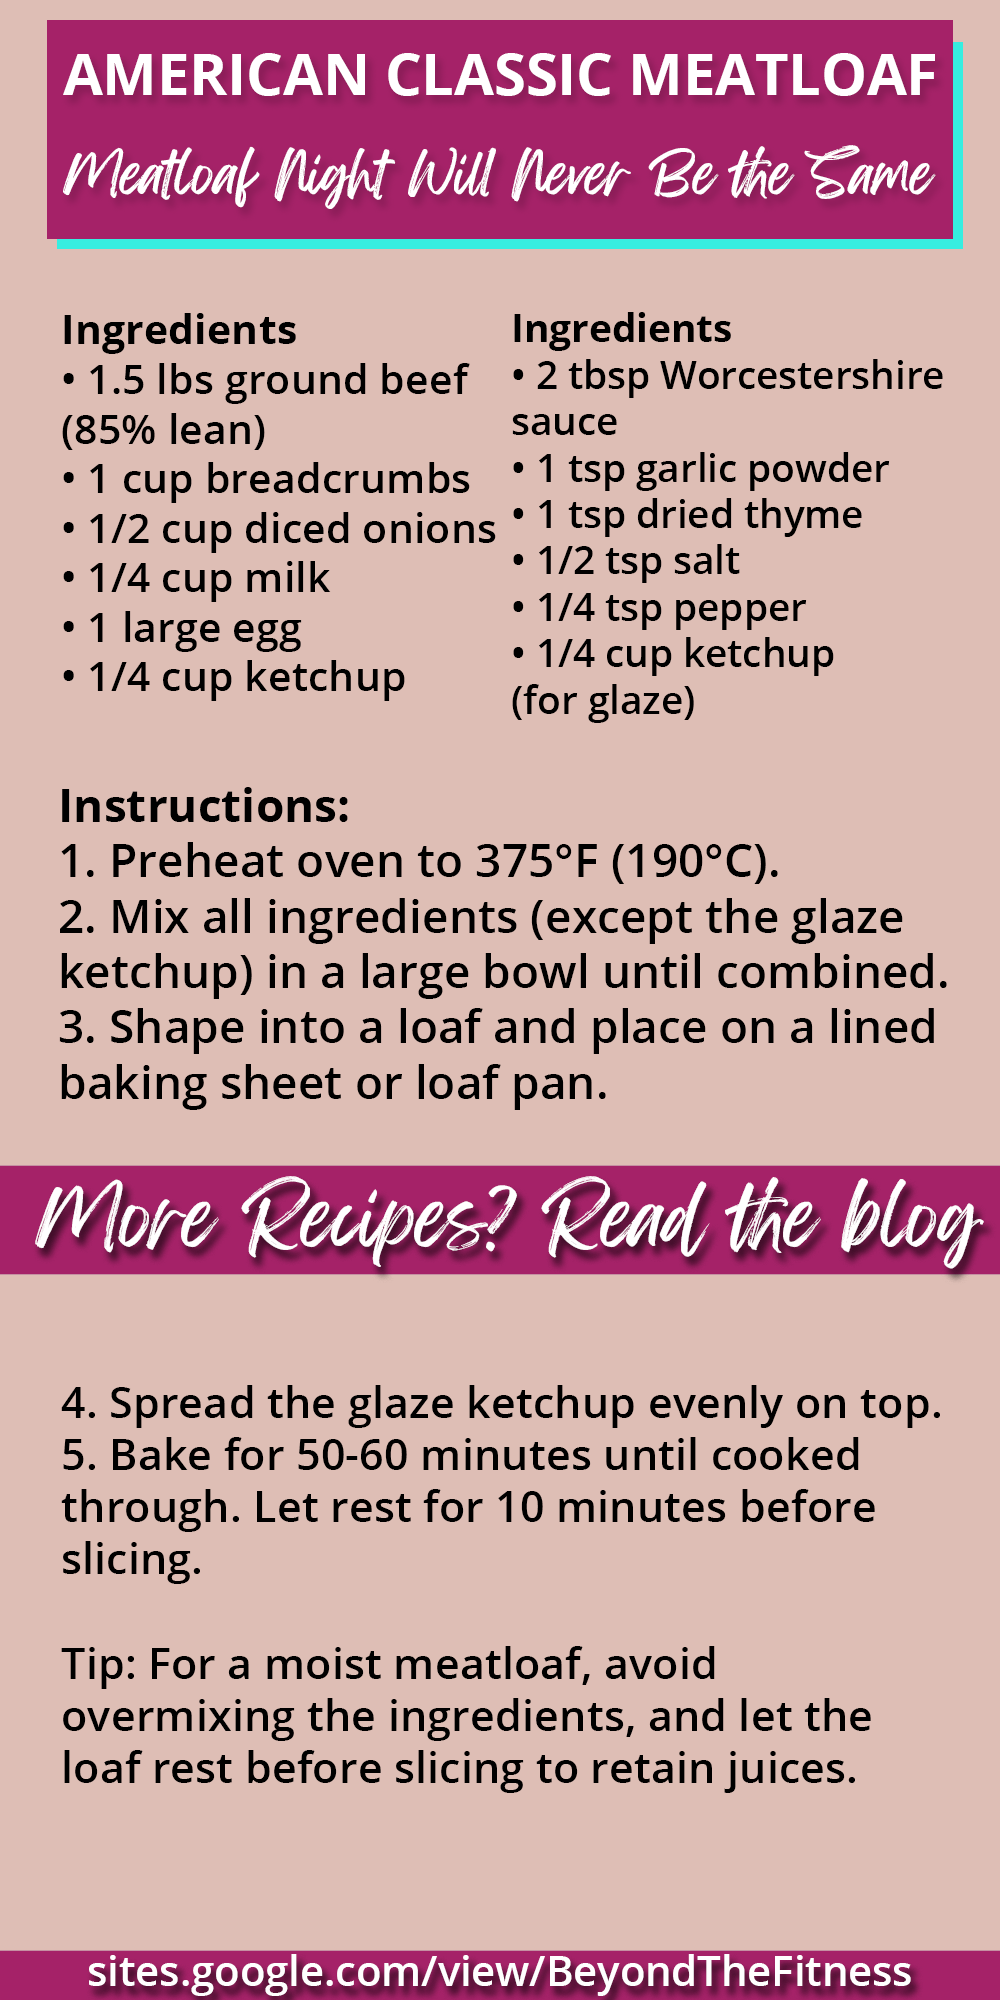 AMERICAN CLASSIC MEATLOAF
Meatloaf Night Will Never Be the Same
Ingredients
• 1.5 lbs ground beef
(85% lean)
• 1 cup breadcrumbs
• 1/2 cup diced onions
• 1/4 cup milk
• 1 large egg
• 1/4 cup ketchup
Ingredients
• 2 tbsp Worcestershire
sauce
• 1 tsp garlic powder
• 1 tsp dried thyme
• 1/2 tsp salt
• 1/4 tsp pepper
• 1/4 cup ketchup
(for glaze)
Instructions:
1. Preheat oven to 375°F (190°C).
2. Mix all ingredients (except the glaze
ketchup) in a large bowl until combined.
3. Shape into a loaf and place on a lined
baking sheet or loaf pan.
More Recipes? Read the blog
4. Spread the glaze ketchup evenly on top.
5. Bake for 50-60 minutes until cooked
through. Let rest for 10 minutes before
slicing.
Tip: For a moist meatloaf, avoid
overmixing the ingredients, and let the
loaf rest before slicing to retain juices.
sites.google.com/view/BeyondTheFitness